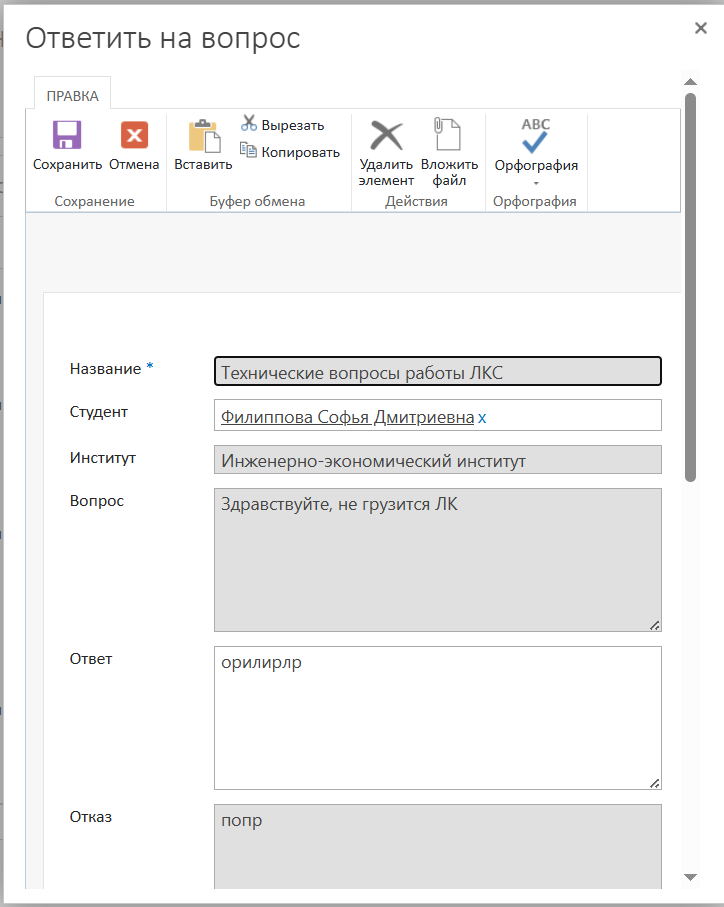 Ответить на вопрос
ПРАВКА
Сохранить
Отмена
Сохранение
Вставить
Вырезать
Копировать
Буфер обмена
Удалить
элемент
Вложить
файл
Действия
ABC
Орфография
Орфография
Название *
Технические вопросы работы ЛКС
Студент
Филиппова Софья Дмитриевна x
Институт
Инженерно-экономический институт
Вопрос
Здравствуйте, не грузится ЛК
Ответ
орилирлр
Отказ
попр